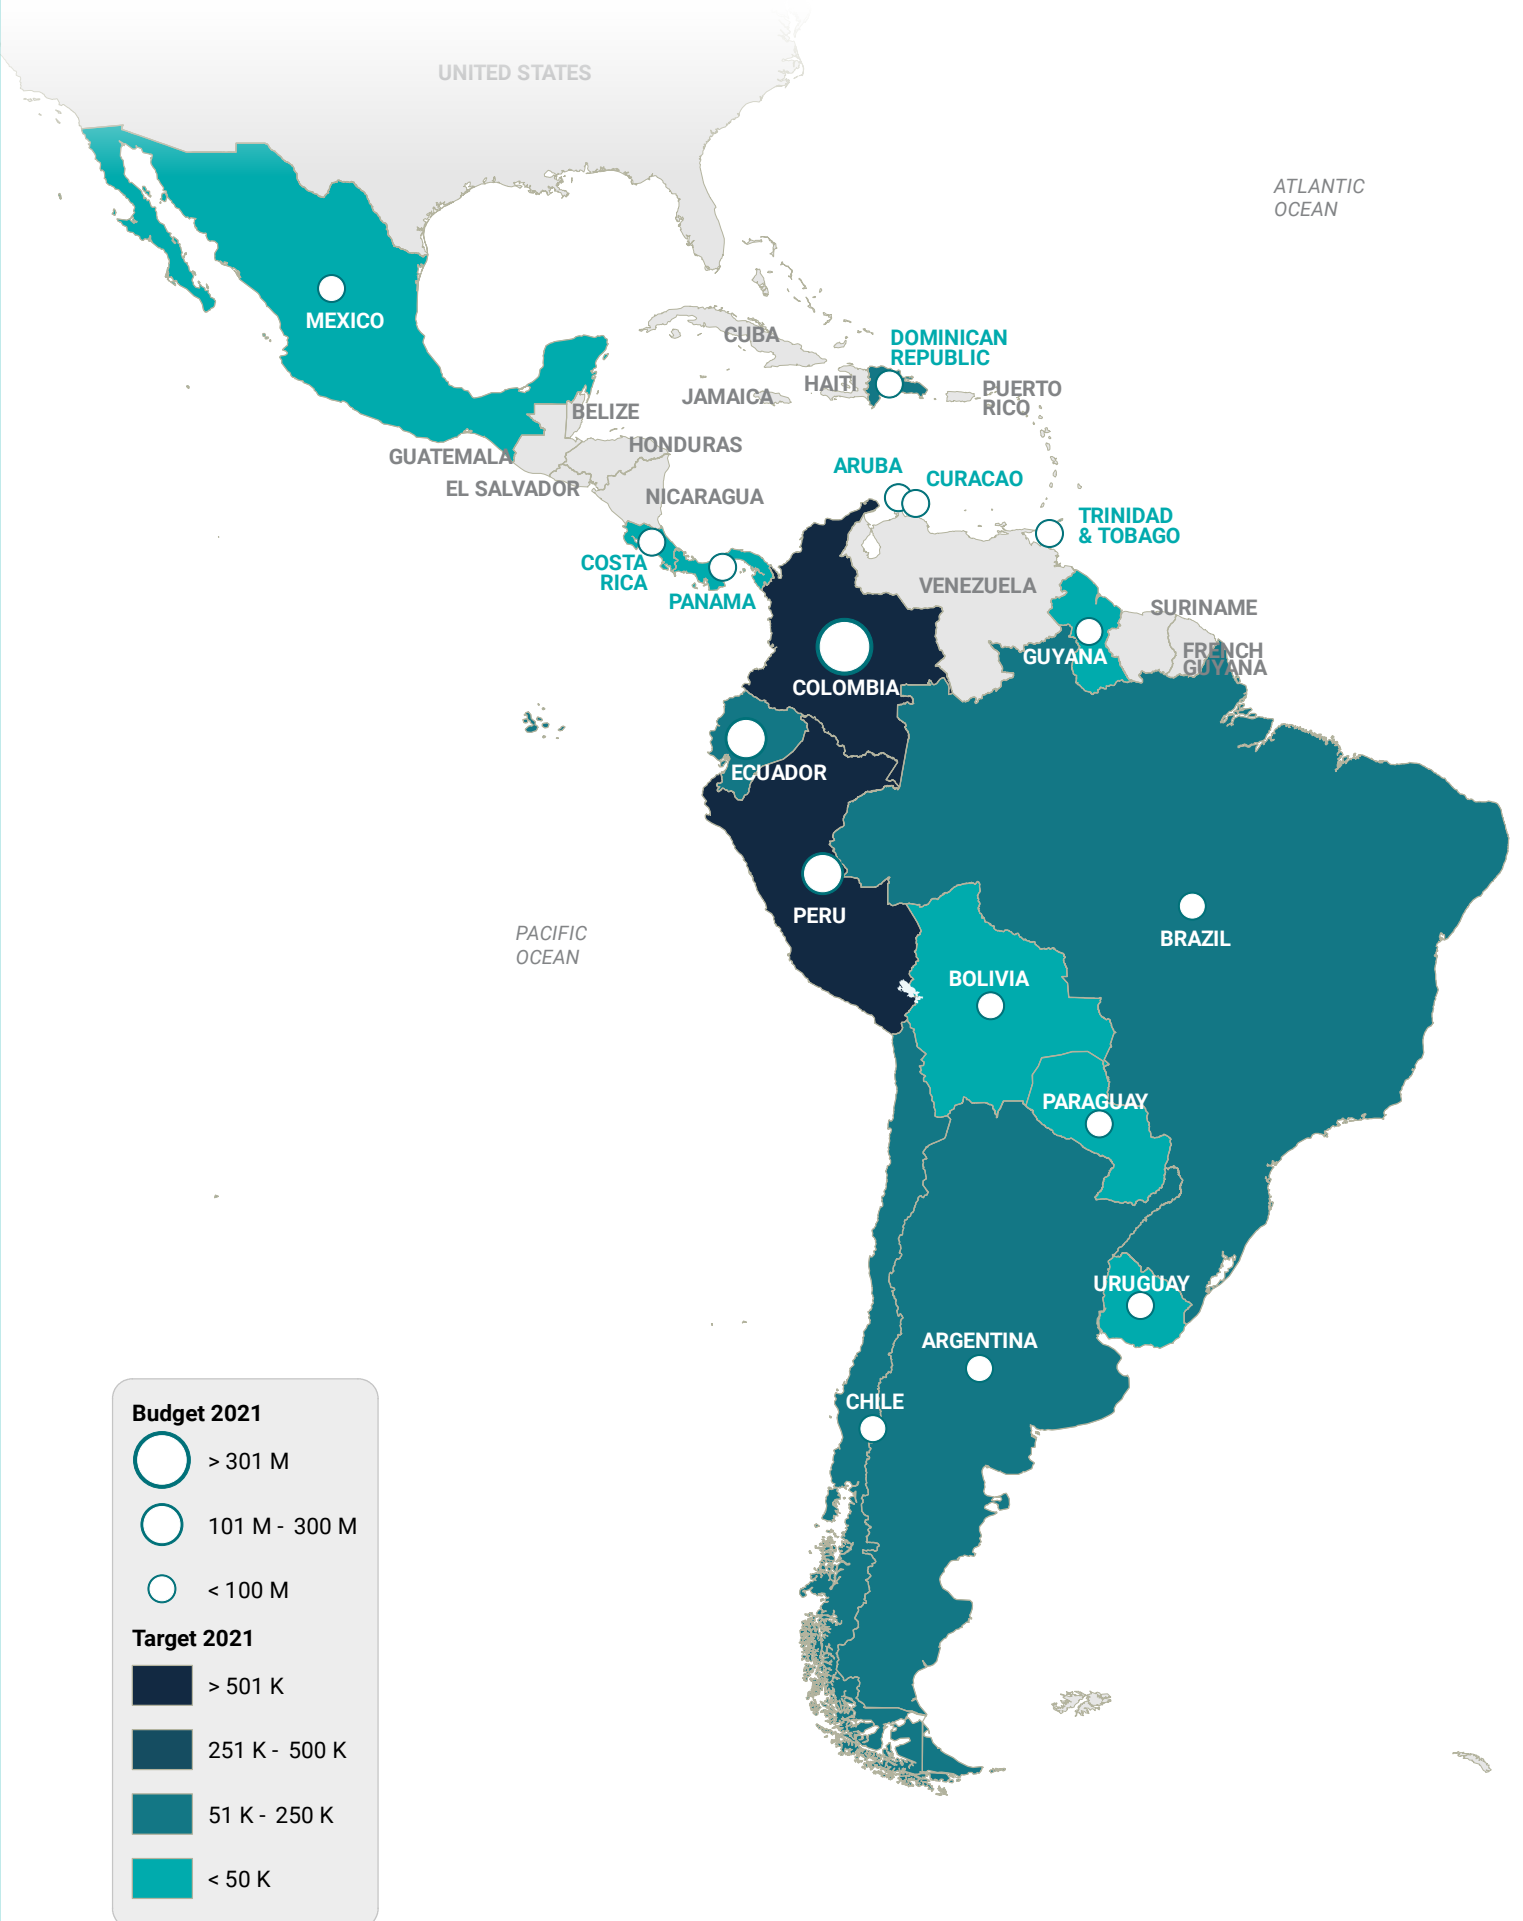 UNITED STATES
ATLANTIC
OCEAN
MEXICO
CUBA
DOMINICAN
REPUBLIC
HAITI
JAMAICA
PUERTO
RICO
BELIZE
HONDURAS
GUATEMALA
EL SALVADOR
NICARAGUA
ARUBA
CURACAO
TRINIDAD
& TOBAGO
COSTA
RICA
PANAMA
VENEZUELA
SURINAME
FRENCH
GUYANA
GUYANA
COLOMBIA
ECUADOR
PERU
BRAZIL
PACIFIC
OCEAN
BOLIVIA
PARAGUAY
URUGUAY
ARGENTINA
CHILE
Budget 2021
> 301 M
101 M - 300 M
< 100 M
Target 2021
> 501 K
251 K - 500 K
51 K - 250 K
< 50 K